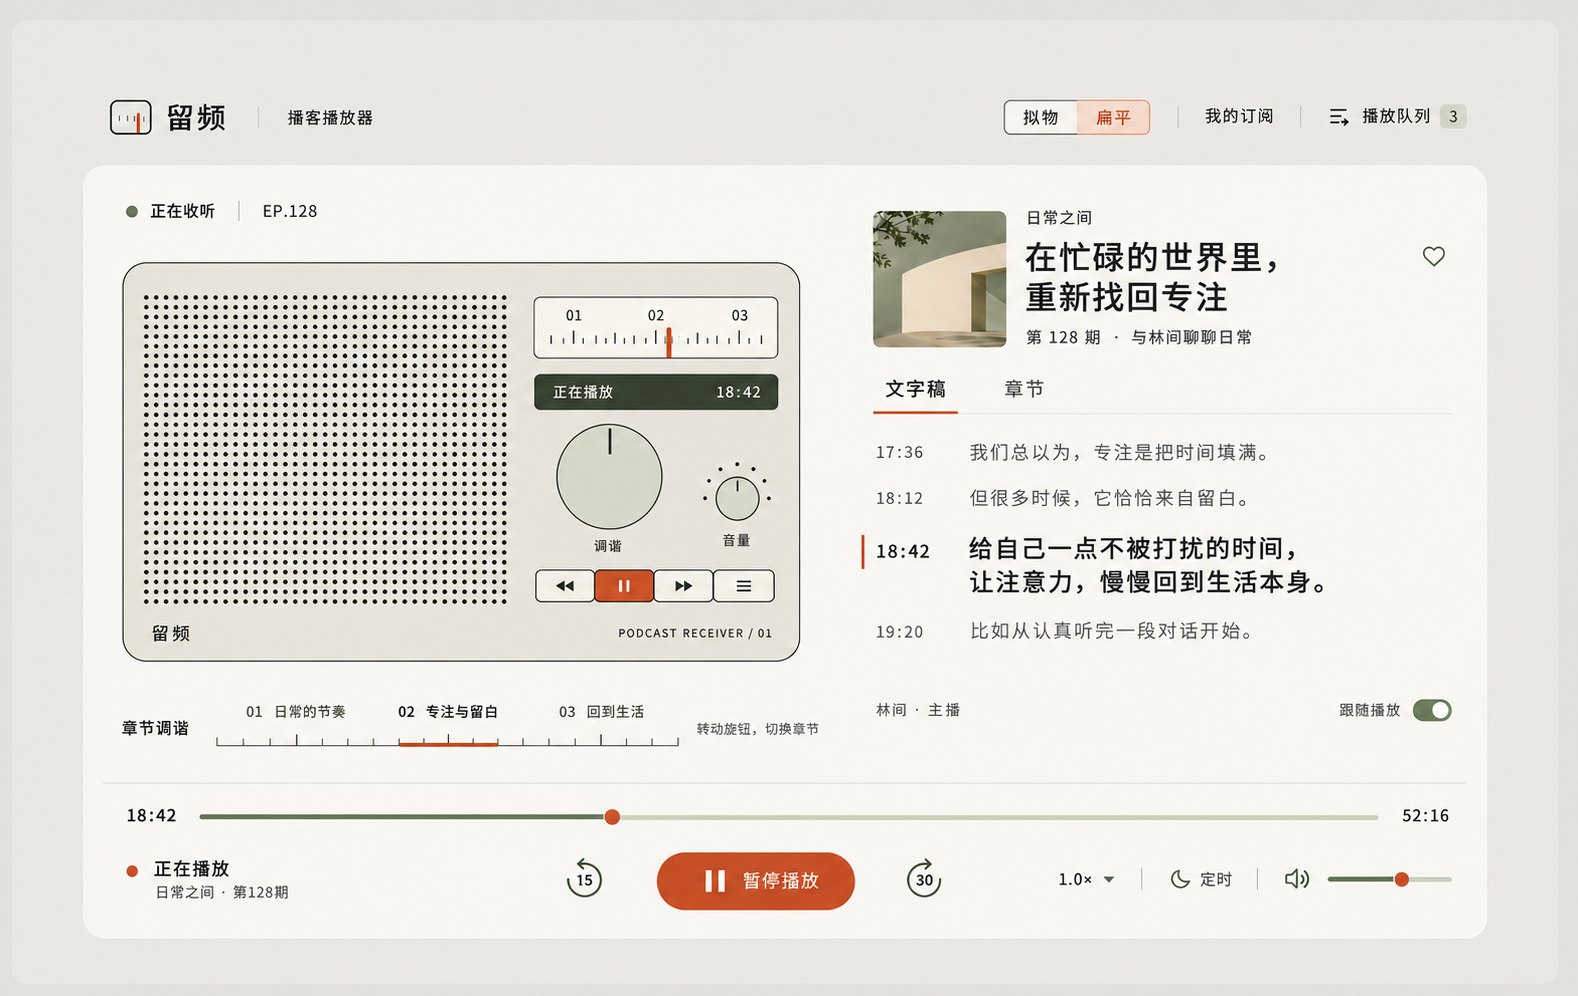 留频
播客播放器
拟物 扁平
我的订阅
播放队列 3
正在收听
EP.128
01 02 03
正在播放 18:42
调谐
音量
留频
PODCAST RECEIVER / 01
章节调谐
01 日常的节奏
02 专注与留白
03 回到生活
转动旋钮，切换章节
日常之间
在忙碌的世界里，
重新找回专注
第 128 期 · 与林间聊聊日常
文字稿 章节
17:36 我们总以为，专注是把时间填满。
18:12 但很多时候，它恰恰来自留白。
18:42 给自己一点不被打扰的时间，
让注意力，慢慢回到生活本身。
19:20 比如从认真听完一段对话开始。
林间 · 主播
跟随播放
18:42
52:16
正在播放
日常之间 · 第128期
15
暂停播放
30
1.0×
定时